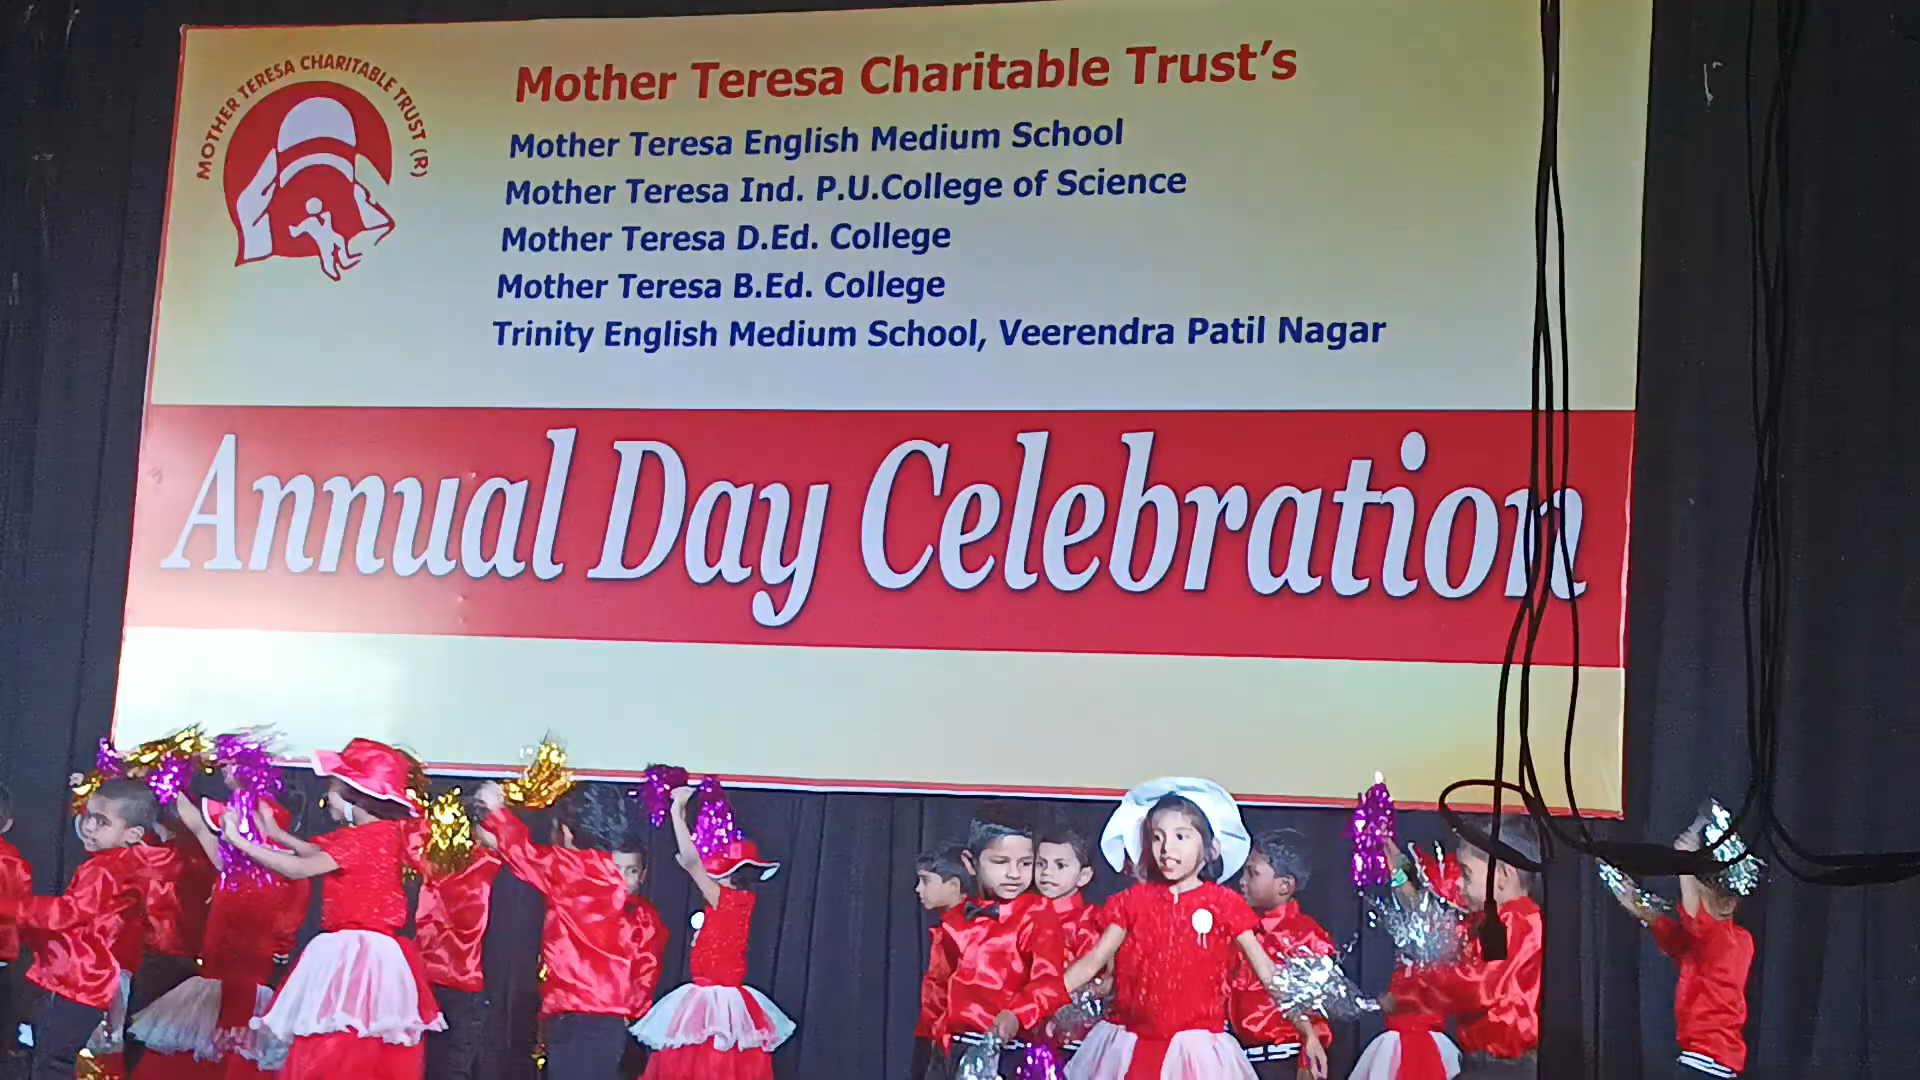 MOTHER TERESA CHARITABLE TRUST (R)
Mother Teresa Charitable Trust's
Mother Teresa English Medium School
Mother Teresa Ind. P.U.College of Science
Mother Teresa D.Ed. College
Mother Teresa B.Ed. College
Trinity English Medium School, Veerendra Patil Nagar
Annual Day Celebration